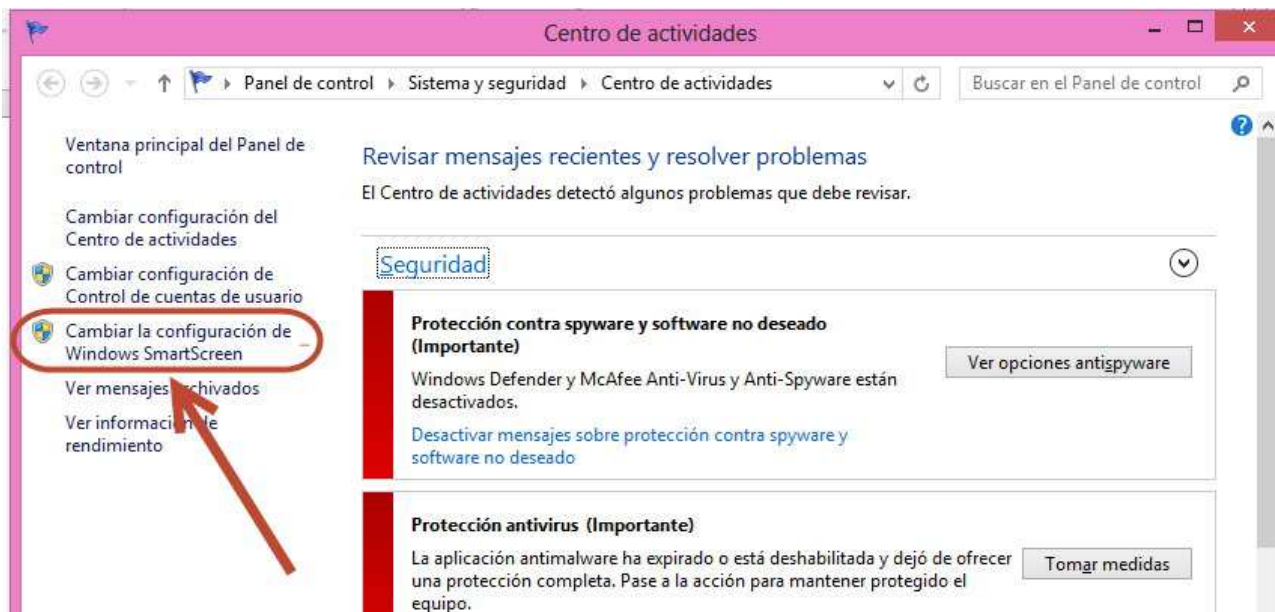 Centro de actividades
Panel de control Sistema y seguridad Centro de actividades
Buscar en el Panel de control
Ventana principal del Panel de
control
Cambiar configuración del
Centro de actividades
Cambiar configuración de
Control de cuentas de usuario
Cambiar la configuración de
Windows SmartScreen
Ver mensajes archivados
Ver información de
rendimiento
Revisar mensajes recientes y resolver problemas
El Centro de actividades detectó algunos problemas que debe revisar.
Seguridad
Protección contra spyware y software no deseado
(Importante)
Windows Defender y McAfee Anti-Virus y Anti-Spyware están
desactivados.
Desactivar mensajes sobre protección contra spyware y
software no deseado
Ver opciones antispyware
Protección antivirus (Importante)
La aplicación antimalware ha expirado o está deshabilitada y dejó de ofrecer
una protección completa. Pase a la acción para mantener protegido el
equipo.
Tomar medidas